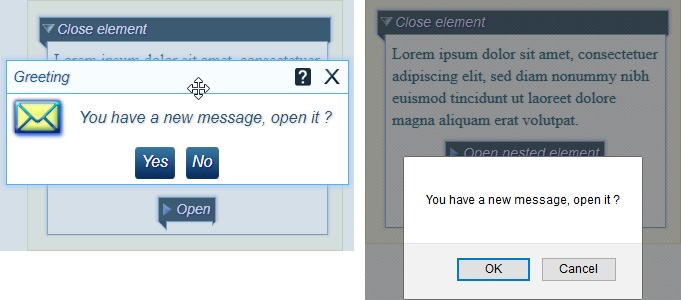 Close element
Lorem ipsum dolor sit amet, consectetuer
Greeting ? X
You have a new message, open it ?
Yes No
Open
Close element
Lorem ipsum dolor sit amet, consectetuer
adipiscing elit, sed diam nonummy nibh
euismod tincidunt ut laoreet dolore
magna aliquam erat volutpat.
Open nested element
You have a new message, open it ?
OK Cancel